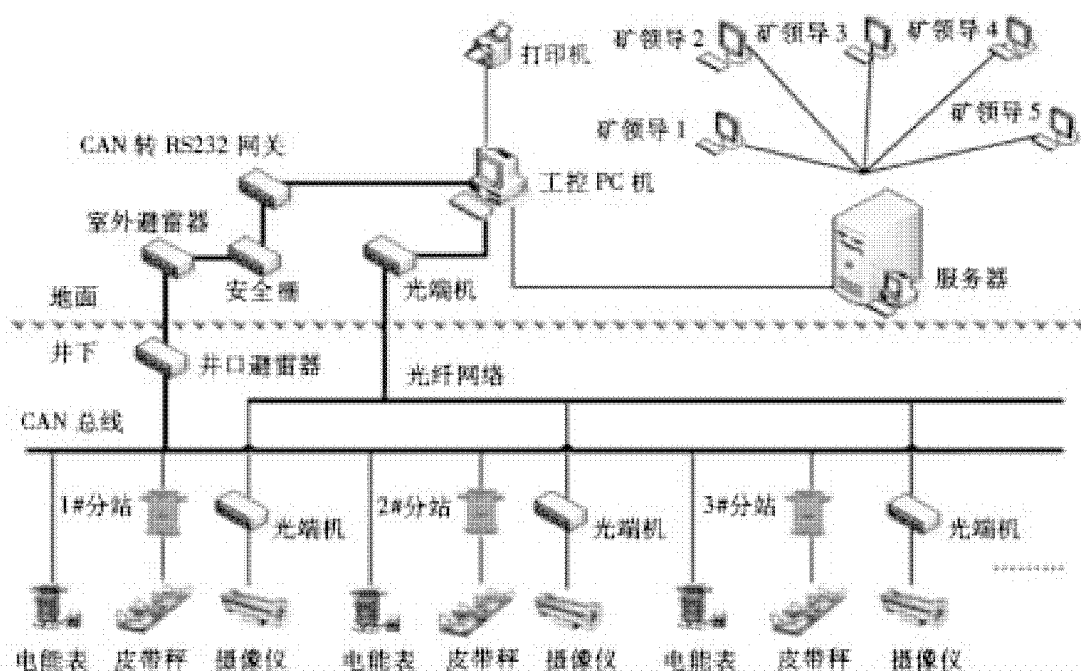 矿领导 2
矿领导 3
矿领导 4
打印机
矿领导 1
矿领导 5
CAN 转 RS232 网关
工控 PC 机
室外避雷器
安全栅
光端机
服务器
地面
井下
井口避雷器
光纤网络
CAN 总线
1#分站
2#分站
3#分站
光端机
光端机
光端机
电能表
皮带秤
摄像仪
电能表
皮带秤
摄像仪
电能表
皮带秤
摄像仪